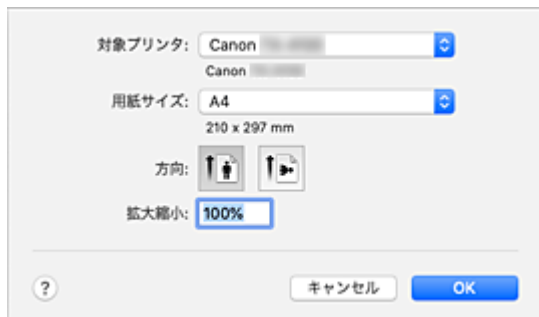 対象プリンタ: Canon
Canon
用紙サイズ: A4
210 x 297 mm
方向:
拡大縮小: 100%
? キャンセル OK